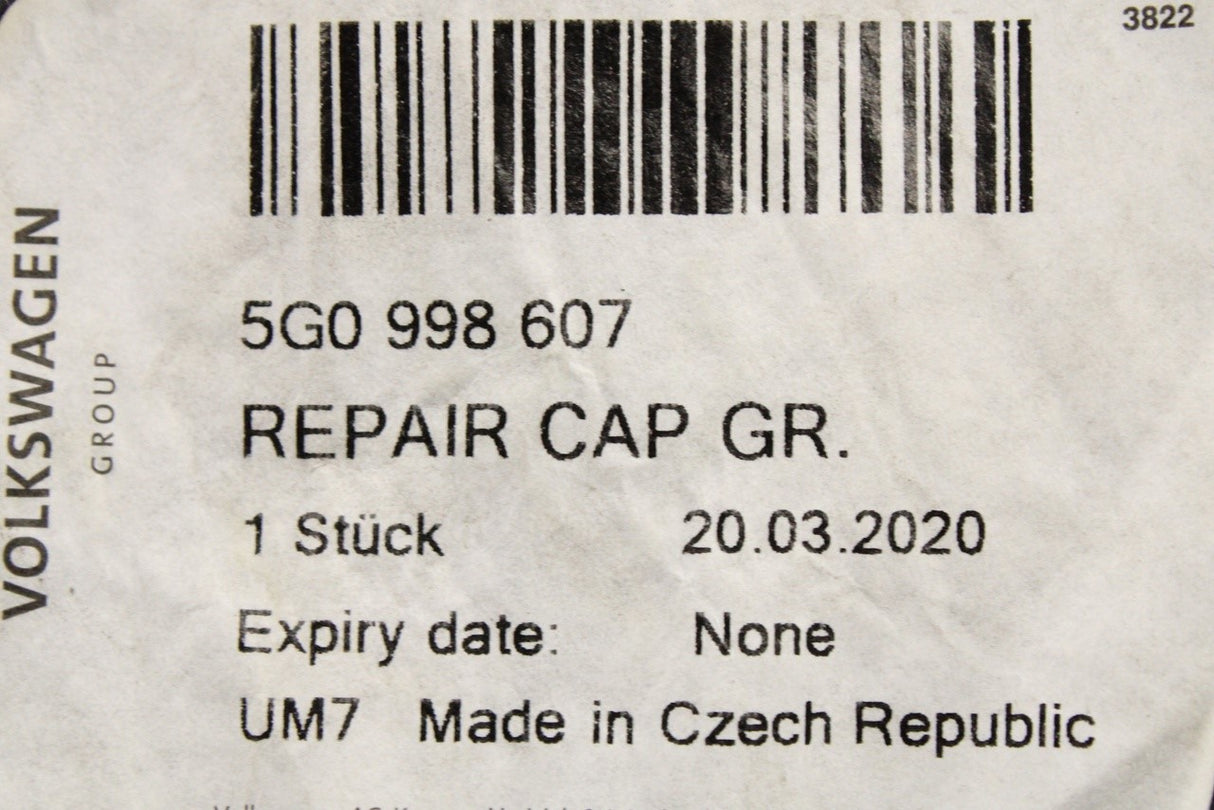 3822
VOLKSWAGEN
GROUP
5G0 998 607
REPAIR CAP GR.
1 Stück 20.03.2020
Expiry date: None
UM7 Made in Czech Republic